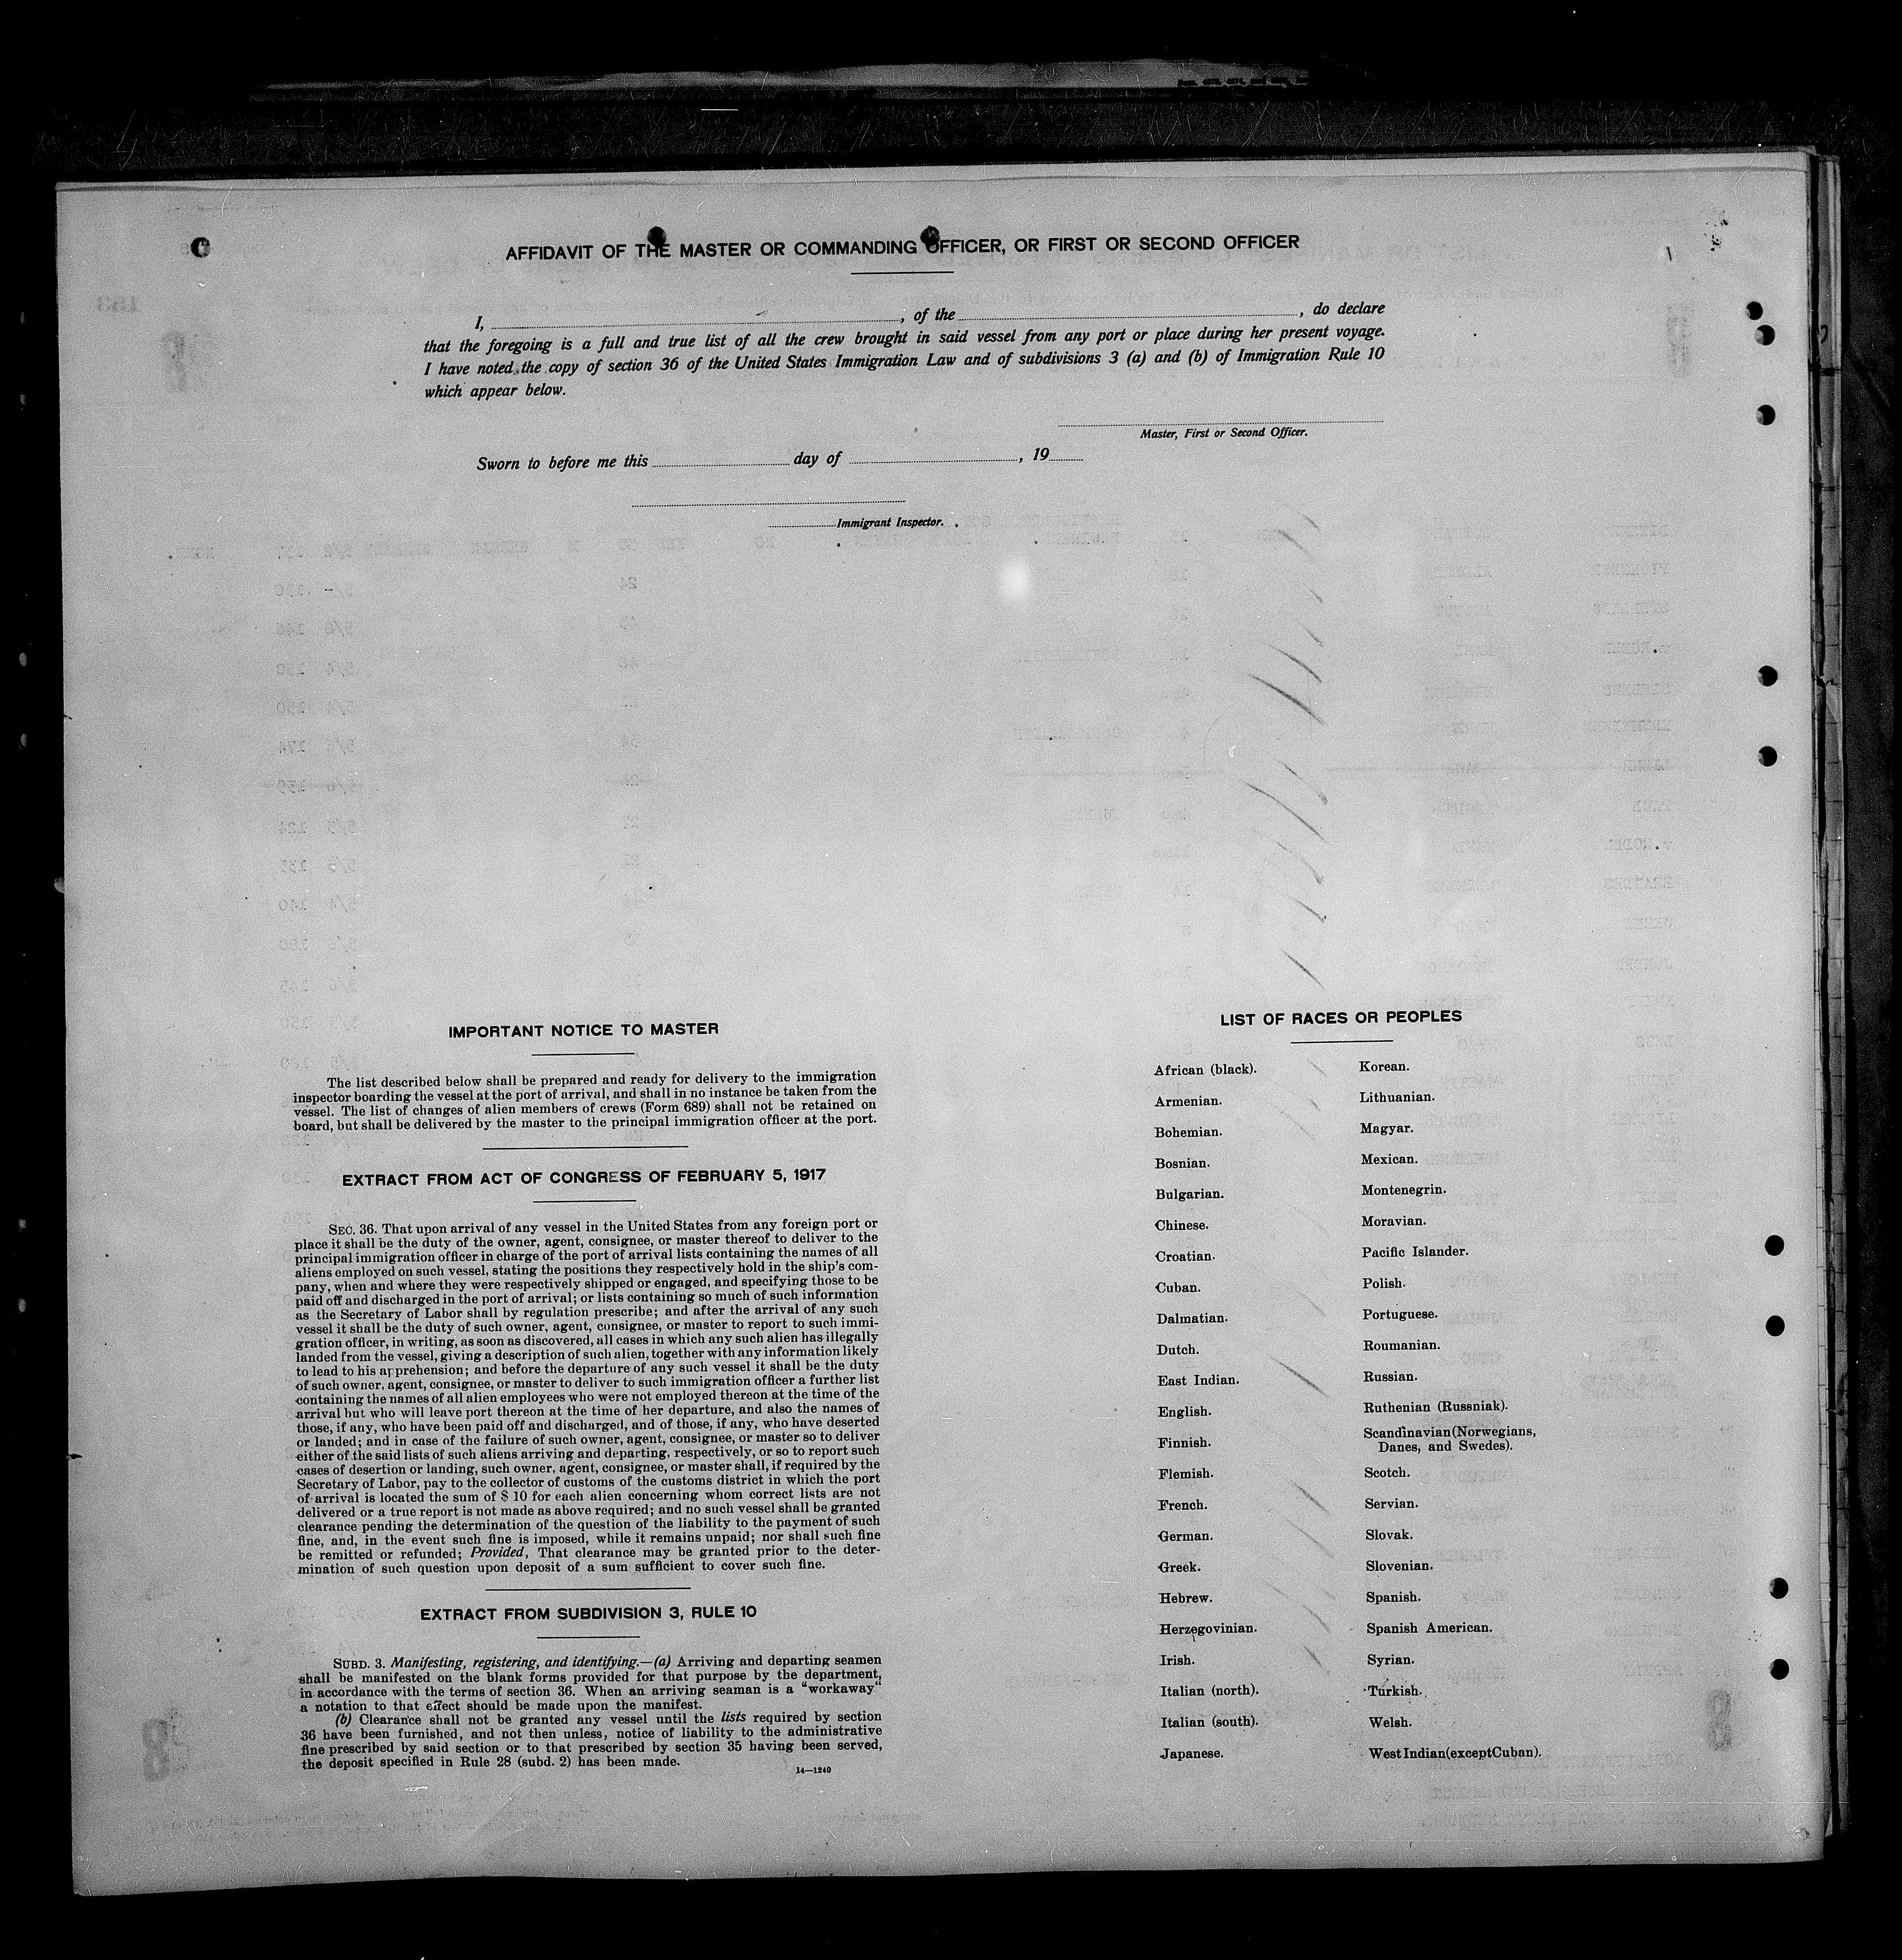 AFFIDAVIT OF THE MASTER OR COMMANDING OFFICER, OR FIRST OR SECOND OFFICER
I, , of the , do declare
that the foregoing is a full and true list of all the crew brought in said vessel from any port or place during her present voyage.
I have noted the copy of section 36 of the United States Immigration Law and of subdivisions 3 (a) and (b) of Immigration Rule 10
which appear below.
Master, First or Second Officer.
Sworn to before me this day of , 19
Immigrant Inspector.
IMPORTANT NOTICE TO MASTER
The list described below shall be prepared and ready for delivery to the immigration
inspector boarding the vessel at the port of arrival, and shall in no instance be taken from the
vessel. The list of changes of alien members of crews (Form 689) shall not be retained on
board, but shall be delivered by the master to the principal immigration officer at the port.
EXTRACT FROM ACT OF CONGRESS OF FEBRUARY 5, 1917
SEC. 36. That upon arrival of any vessel in the United States from any foreign port or
place it shall be the duty of the owner, agent, consignee, or master thereof to deliver to the
principal immigration officer in charge of the port of arrival lists containing the names of all
aliens employed on such vessel, stating the positions they respectively hold in the ship's com-
pany, when and where they were respectively shipped or engaged, and specifying those to be
paid off and discharged in the port of arrival; or lists containing so much of such information
as the Secretary of Labor shall by regulation prescribe; and after the arrival of any such
vessel it shall be the duty of such owner, agent, consignee, or master to report to such immi-
gration officer, in writing, as soon as discovered, all cases in which any such alien has illegally
landed from the vessel, giving a description of such alien, together with any information likely
to lead to his apprehension; and before the departure of any such vessel it shall be the duty
of such owner, agent, consignee, or master to deliver to such immigration officer a further list
containing the names of all alien employees who were not employed thereon at the time of the
arrival but who will leave port thereon at the time of her departure, and also the names of
those, if any, who have been paid off and discharged, and of those, if any, who have deserted
or landed; and in case of the failure of such owner, agent, consignee, or master so to deliver
either of the said lists of such aliens arriving and departing, respectively, or so to report such
cases of desertion or landing, such owner, agent, consignee, or master shall, if required by the
Secretary of Labor, pay to the collector of customs of the customs district in which the port
of arrival is located the sum of $ 10 for each alien concerning whom correct lists are not
delivered or a true report is not made as above required; and no such vessel shall be granted
clearance pending the determination of the question of the liability to the payment of such
fine, and, in the event such fine is imposed, while it remains unpaid; nor shall such fine
be remitted or refunded; Provided, That clearance may be granted prior to the deter-
mination of such question upon deposit of a sum sufficient to cover such fine.
EXTRACT FROM SUBDIVISION 3, RULE 10
SUBD. 3. Manifesting, registering, and identifying.—(a) Arriving and departing seamen
shall be manifested on the blank forms provided for that purpose by the department,
in accordance with the terms of section 36. When an arriving seaman is a "workaway"
a notation to that effect should be made upon the manifest.
(b) Clearance shall not be granted any vessel until the lists required by section
36 have been furnished, and not then unless, notice of liability to the administrative
fine prescribed by said section or to that prescribed by section 35 having been served,
the deposit specified in Rule 28 (subd. 2) has been made.
14—1240
LIST OF RACES OR PEOPLES
African (black).
Armenian.
Bohemian.
Bosnian.
Bulgarian.
Chinese.
Croatian.
Cuban.
Dalmatian.
Dutch.
East Indian.
English.
Finnish.
Flemish.
French.
German.
Greek.
Hebrew.
Herzegovinian.
Irish.
Italian (north).
Italian (south).
Japanese.
Korean.
Lithuanian.
Magyar.
Mexican.
Montenegrin.
Moravian.
Pacific Islander.
Polish.
Portuguese.
Roumanian.
Russian.
Ruthenian (Russniak).
Scandinavian (Norwegians,
Danes, and Swedes).
Scotch.
Servian.
Slovak.
Slovenian.
Spanish.
Spanish American.
Syrian.
Turkish.
Welsh.
West Indian (except Cuban).